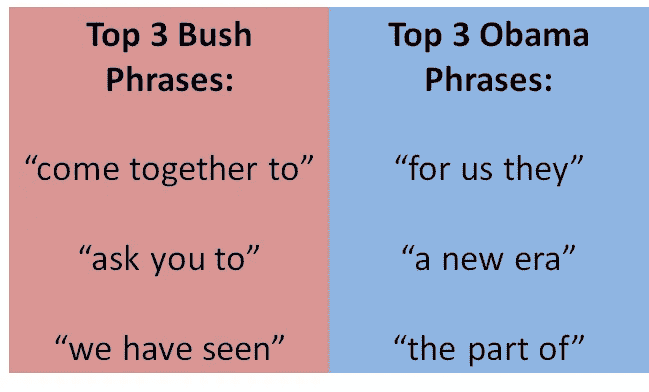 Top 3 Bush
Phrases:
“come together to”
“ask you to”
“we have seen”
Top 3 Obama
Phrases:
“for us they”
“a new era”
“the part of”